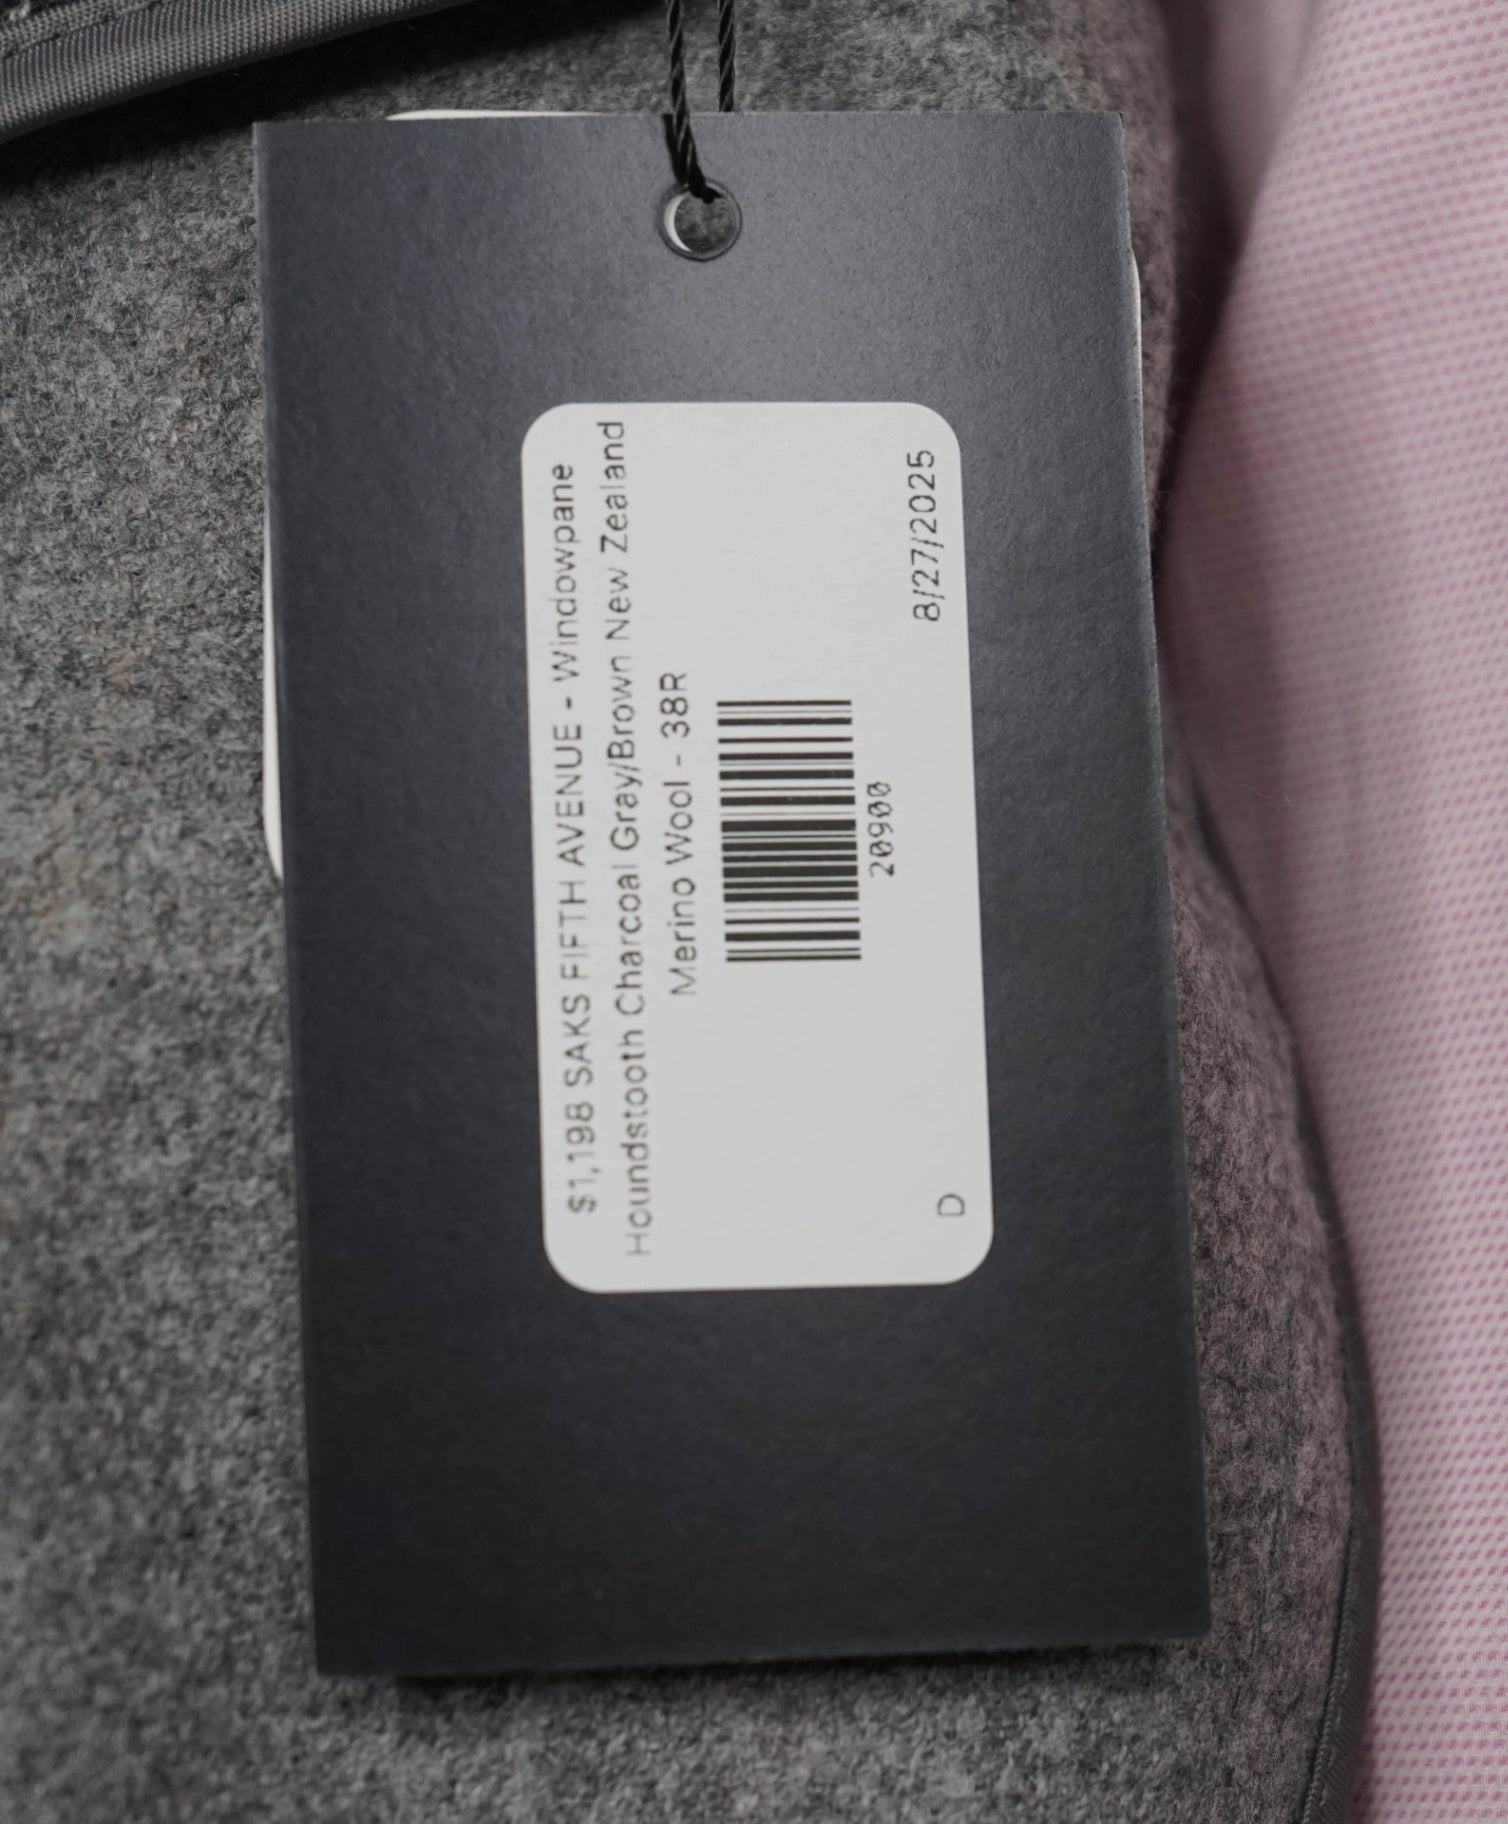 $1,198 SAKS FIFTH AVENUE - Windowpane
Houndstooth Charcoal Gray/Brown New Zealand
Merino Wool - 38R
20900
D
8/27/2025